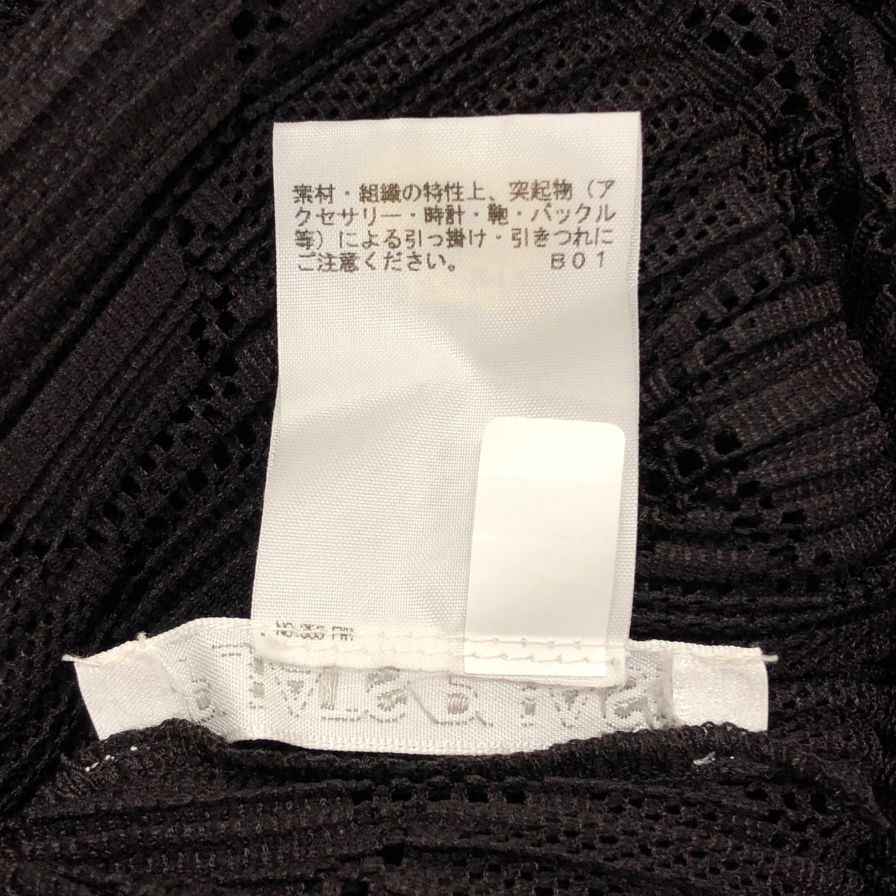 素材・組織の特性上、突起物（ア
クセサリー・時計・鞄・バックル
等）による引っ掛け・引きつれに
ご注意ください。 B01